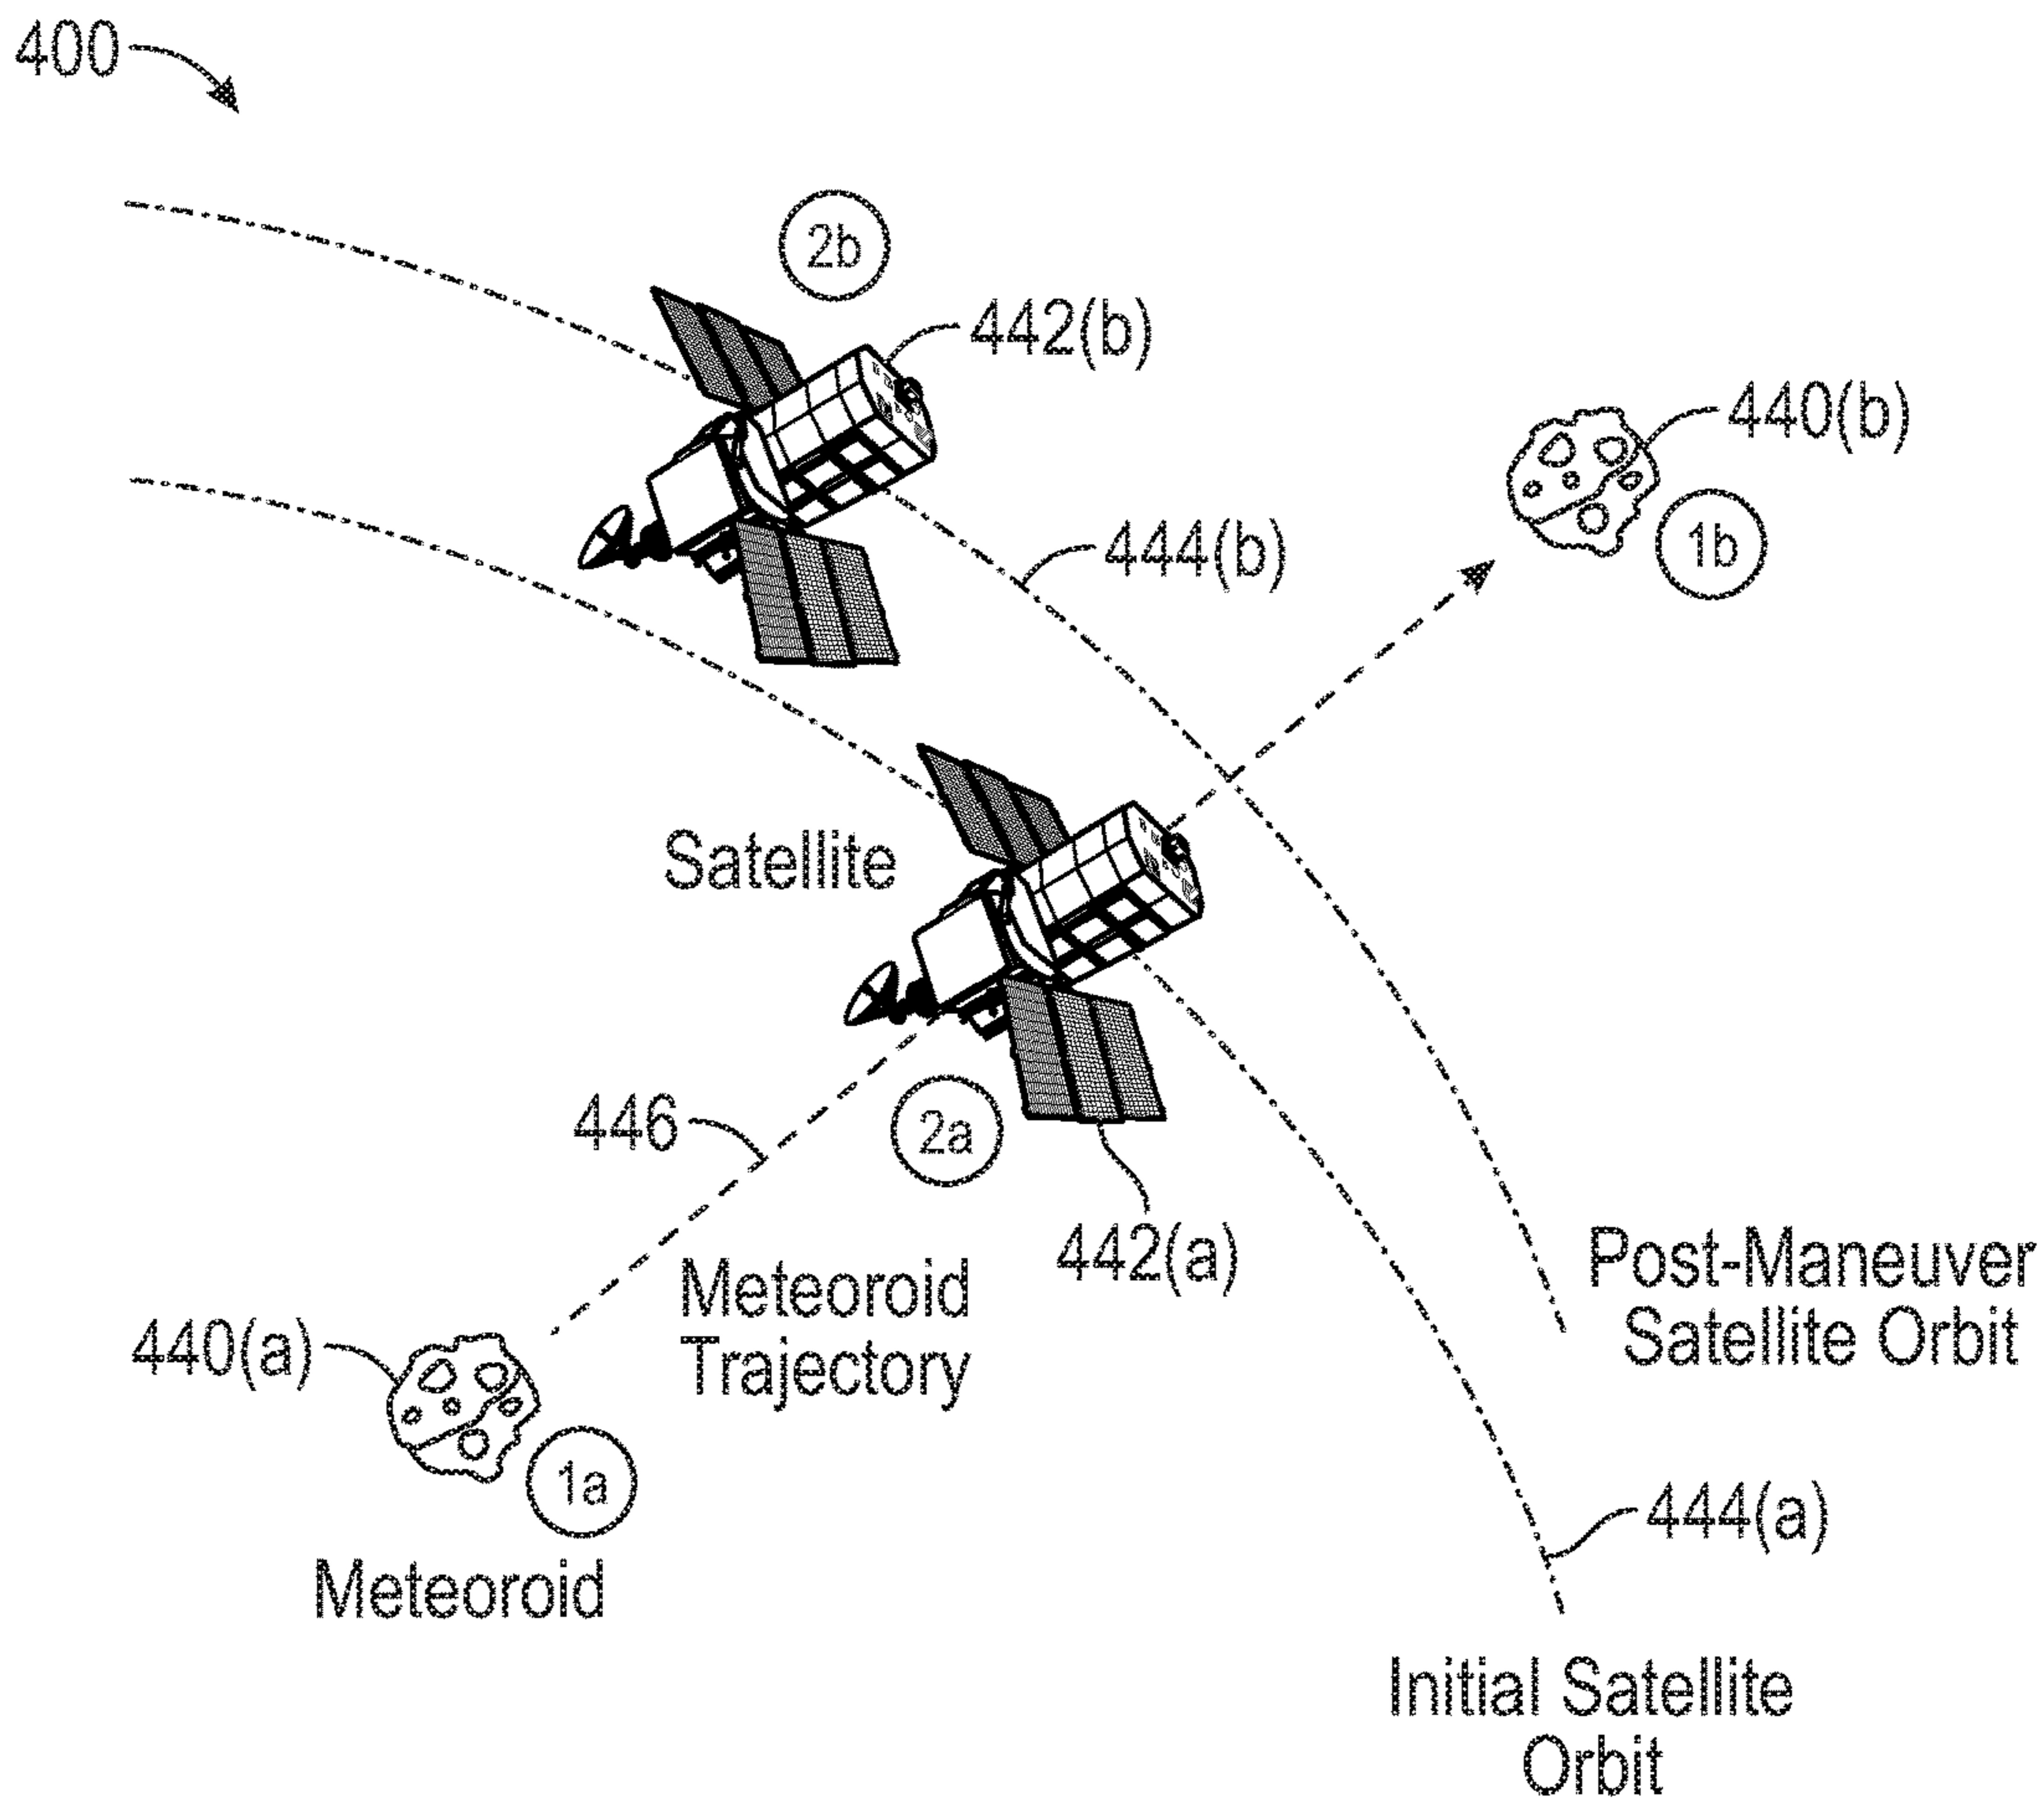 400
2b
442(b)
440(b)
1b
444(b)
Satellite
446
2a
442(a)
Meteoroid
Trajectory
Post-Maneuver
Satellite Orbit
440(a)
1a
Meteoroid
444(a)
Initial Satellite
Orbit